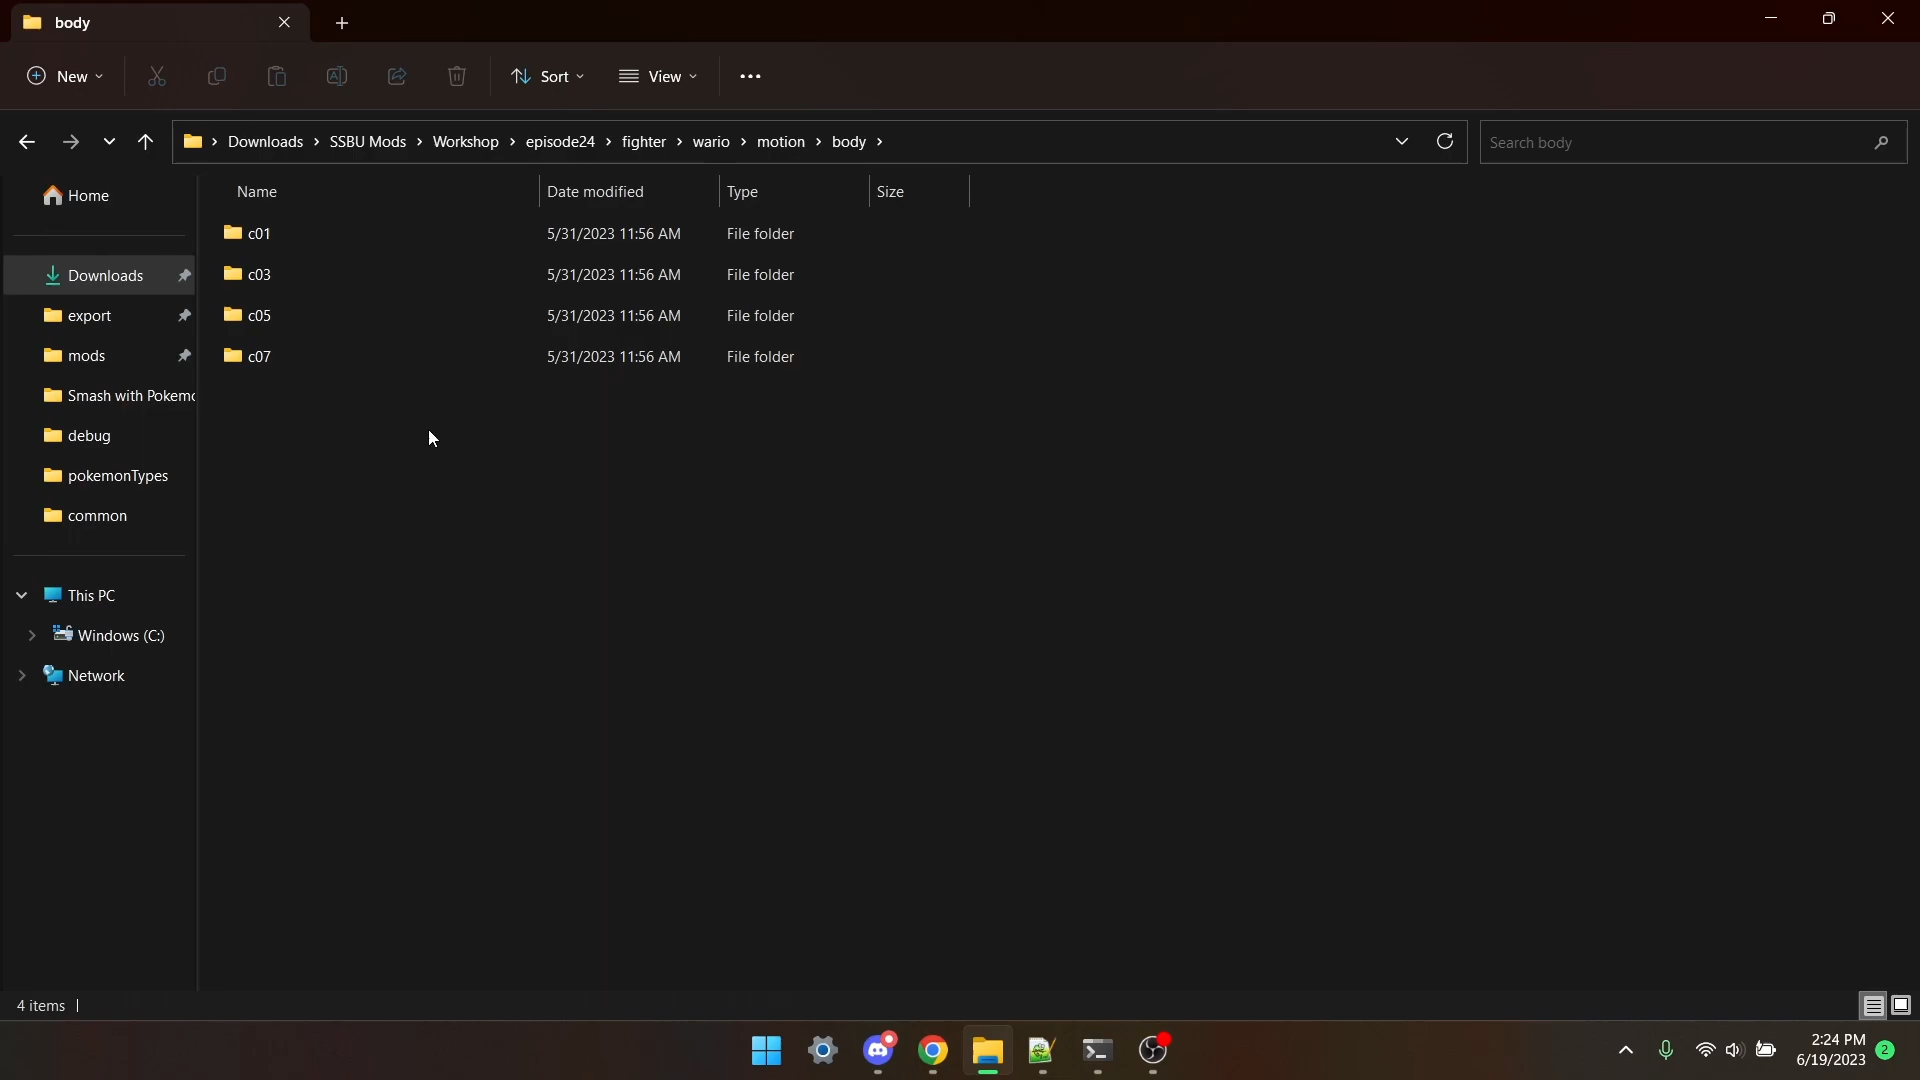 body
New
Sort
View
Downloads
SSBU Mods
Workshop
episode24
fighter
wario
motion
body
Search body
Home
Downloads
export
mods
Smash with Pokemo
debug
pokemonTypes
common
This PC
Windows (C:)
Network
Name Date modified Type Size
c01 5/31/2023 11:56 AM File folder
c03 5/31/2023 11:56 AM File folder
c05 5/31/2023 11:56 AM File folder
c07 5/31/2023 11:56 AM File folder
4 items
2:24 PM
6/19/2023
2